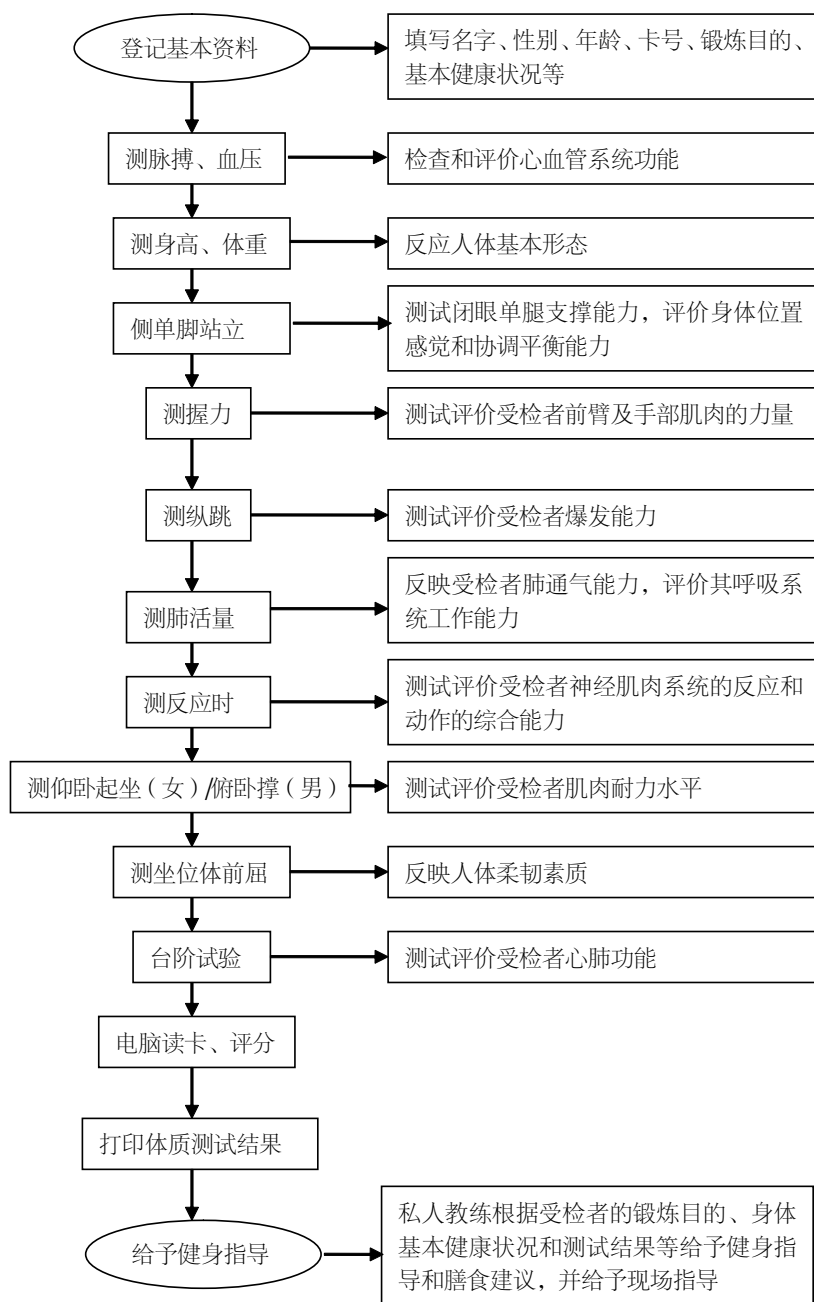 登记基本资料
填写名字、性别、年龄、卡号、锻炼目的、
基本健康状况等
测脉搏、血压
检查和评价心血管系统功能
测身高、体重
反应人体基本形态
侧单脚站立
测试闭眼单腿支撑能力，评价身体位置
感觉和协调平衡能力
测握力
测试评价受检者前臂及手部肌肉的力量
测纵跳
测试评价受检者爆发能力
测肺活量
反映受检者肺通气能力，评价其呼吸系
统工作能力
测反应时
测试评价受检者神经肌肉系统的反应和
动作的综合能力
测仰卧起坐（女）/俯卧撑（男）
测试评价受检者肌肉耐力水平
测坐位体前屈
反映人体柔韧素质
台阶试验
测试评价受检者心肺功能
电脑读卡、评分
打印体质测试结果
给予健身指导
私人教练根据受检者的锻炼目的、身体
基本健康状况和测试结果等给予健身指
导和膳食建议，并给予现场指导